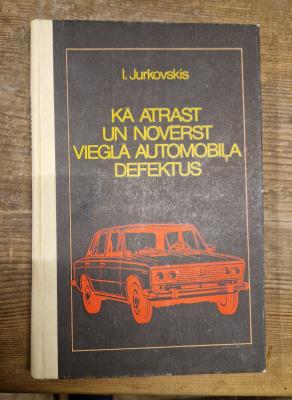 I. Jurkovskis
KĀ ATRAST
UN NOVĒRST
VIEGLĀ AUTOMOBIĻA
DEFEKTUS